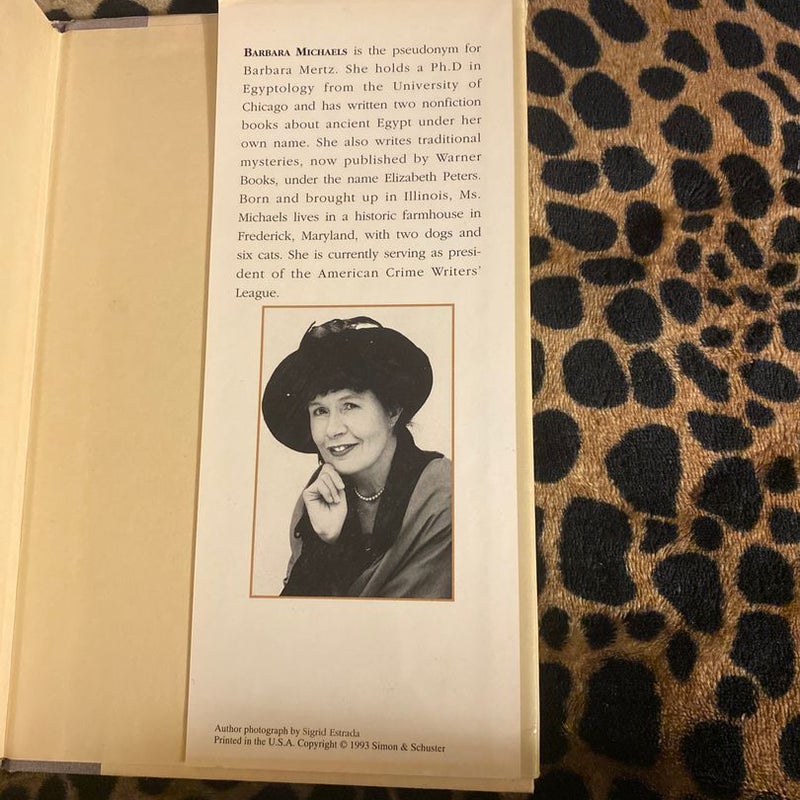 BARBARA MICHAELS is the pseudonym for
Barbara Mertz. She holds a Ph.D in
Egyptology from the University of
Chicago and has written two nonfiction
books about ancient Egypt under her
own name. She also writes traditional
mysteries, now published by Warner
Books, under the name Elizabeth Peters.
Born and brought up in Illinois, Ms.
Michaels lives in a historic farmhouse in
Frederick, Maryland, with two dogs and
six cats. She is currently serving as presi-
dent of the American Crime Writers'
League.
Author photograph by Sigrid Estrada
Printed in the U.S.A. Copyright © 1993 Simon & Schuster